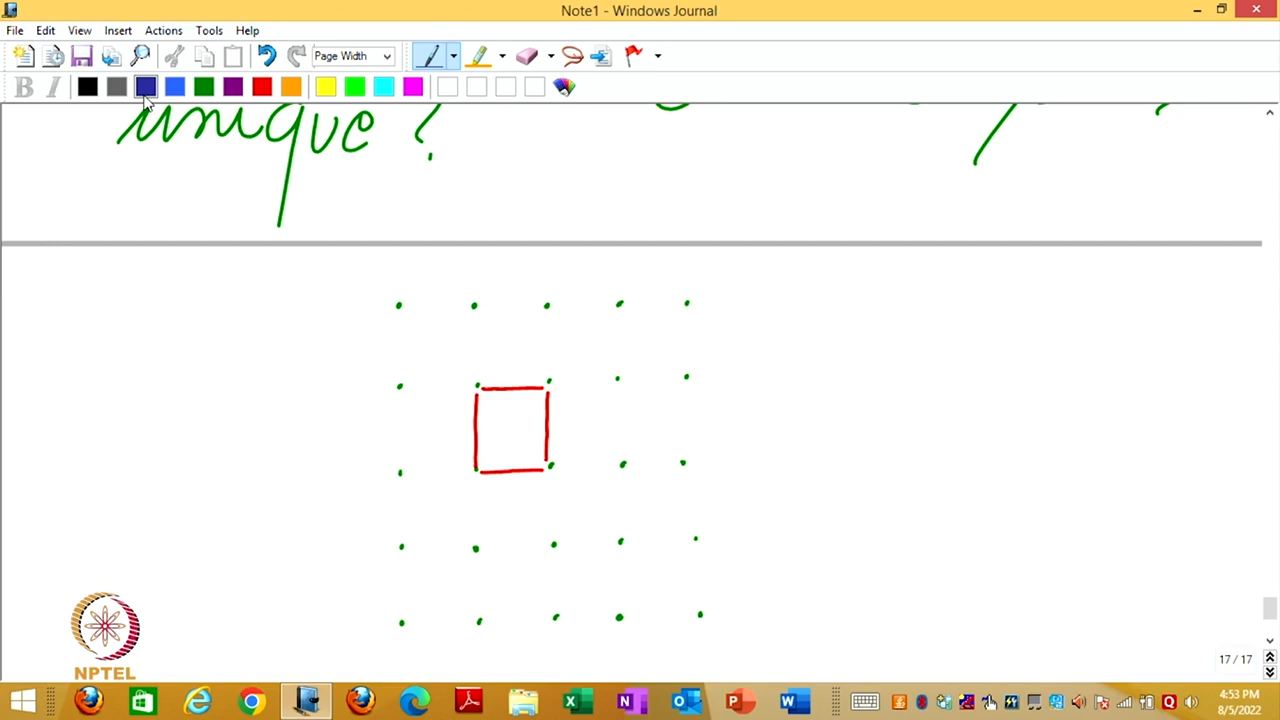 Note1 - Windows Journal
File Edit View Insert Actions Tools Help
Page Width
B I
unique?
NPTEL
17 / 17
4:53 PM
8/5/2022